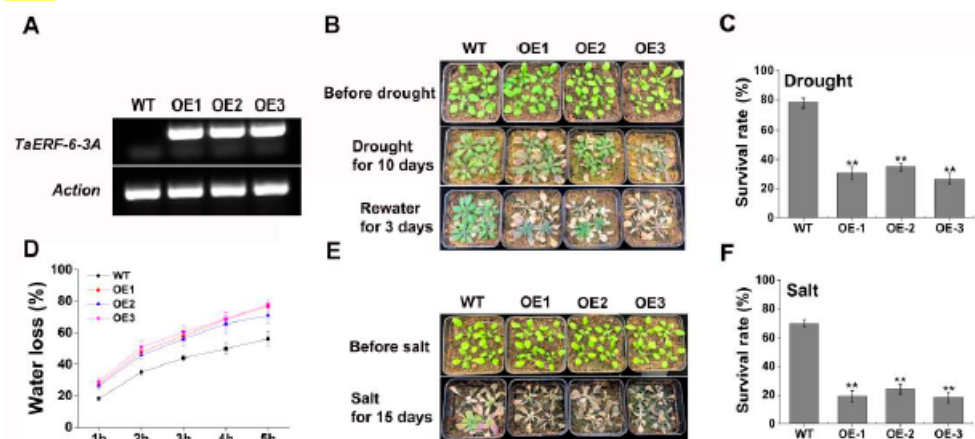 A
WT OE1 OE2 OE3
TaERF-6-3A
Action
B
WT OE1 OE2 OE3
Before drought
Drought
for 10 days
Rewater
for 3 days
C
Survival rate (%)
100
80
60
40
20
0
Drought
** ** **
WT OE-1 OE-2 OE-3
D
Water loss (%)
100
80
60
40
20
0
WT
OE1
OE2
OE3
1h 2h 3h 4h 5h
E
WT OE1 OE2 OE3
Before salt
Salt
for 15 days
F
Survival rate (%)
100
80
60
40
20
0
Salt
** ** **
WT OE-1 OE-2 OE-3